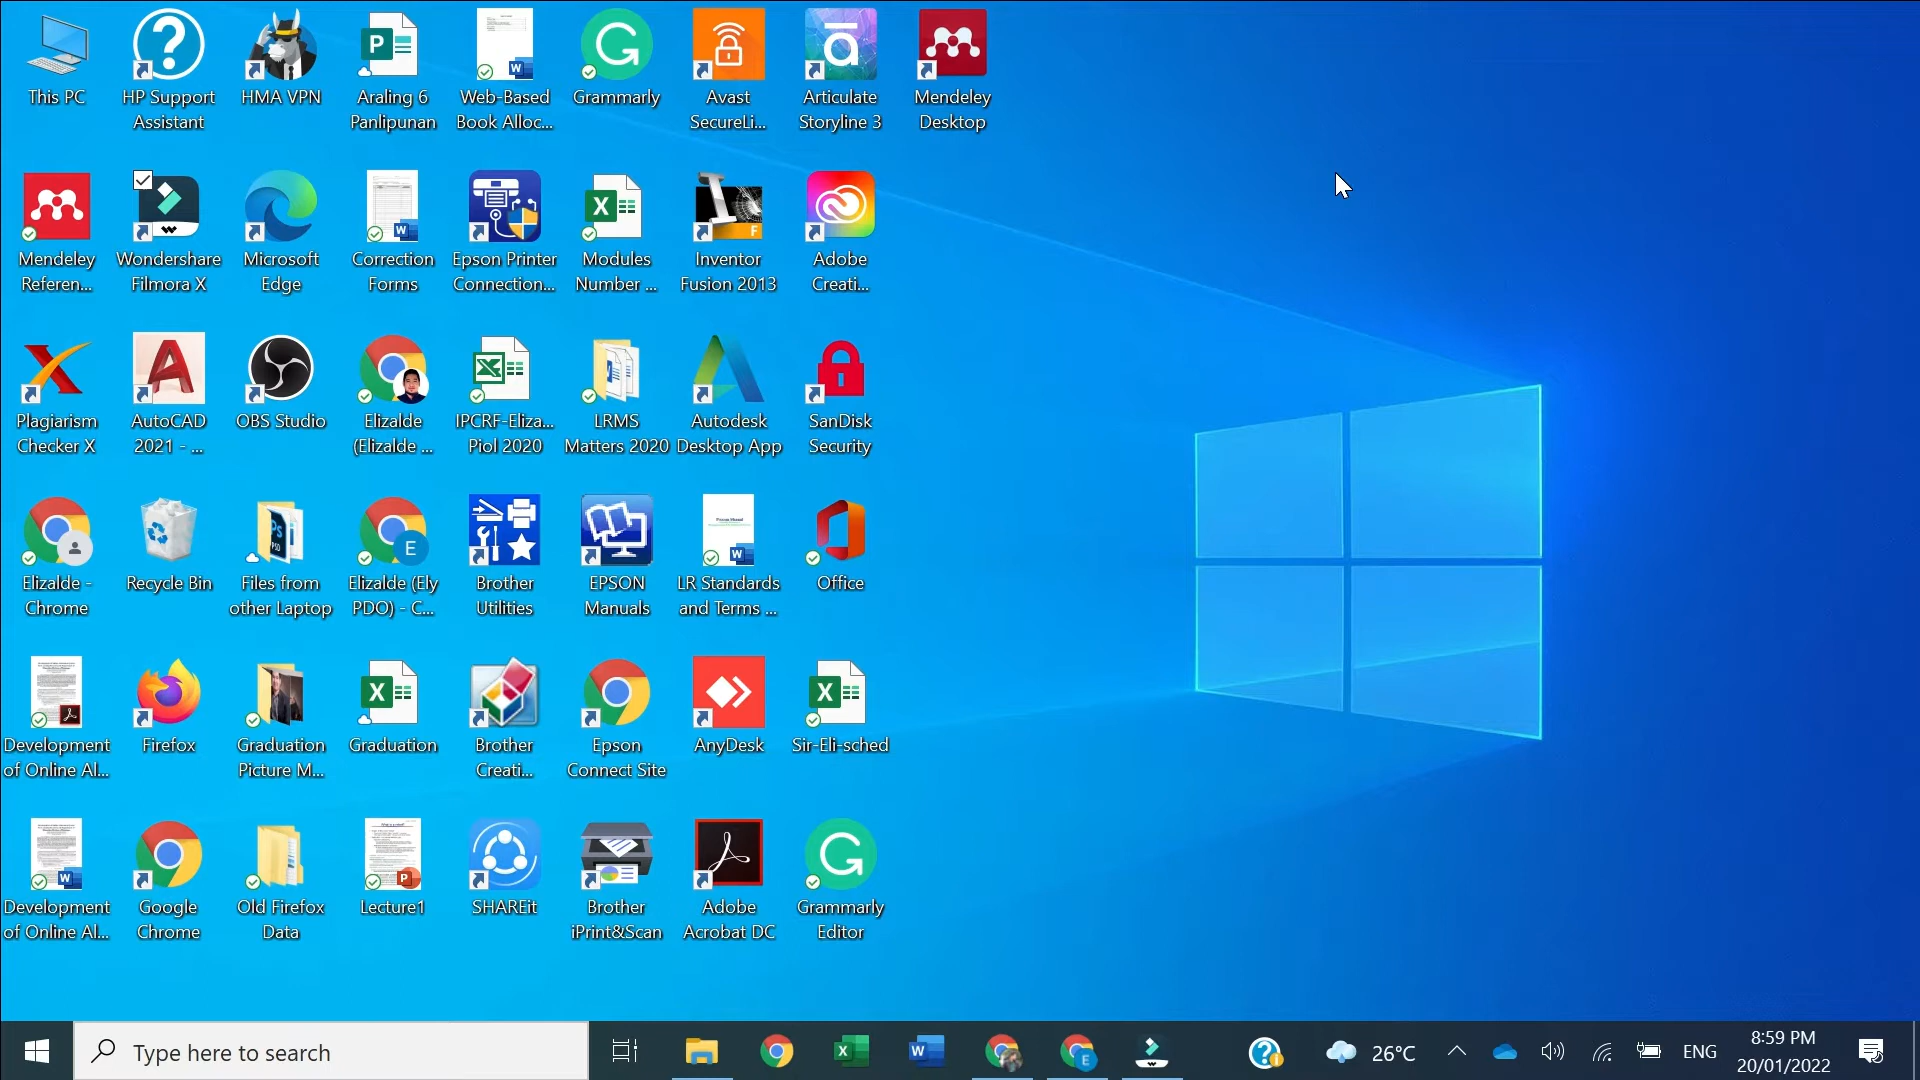 This PC
HP Support
Assistant
HMA VPN
Araling 6
Panlipunan
Web-Based
Book Alloc...
Grammarly
Avast
SecureLi...
Articulate
Storyline 3
Mendeley
Desktop
Mendeley
Referen...
Wondershare
Filmora X
Microsoft
Edge
Correction
Forms
Epson Printer
Connection...
Modules
Number ...
Inventor
Fusion 2013
Adobe
Creati...
Plagiarism
Checker X
AutoCAD
2021 - ...
OBS Studio
Elizalde
(Elizalde ...
IPCRF-Eliza...
Piol 2020
LRMS
Matters 2020
Autodesk
Desktop App
SanDisk
Security
Elizalde -
Chrome
Recycle Bin
Files from
other Laptop
Elizalde (Ely
PDO) - C...
Brother
Utilities
EPSON
Manuals
LR Standards
and Terms ...
Office
Development
of Online Al...
Firefox
Graduation
Picture M...
Graduation
Brother
Creati...
Epson
Connect Site
AnyDesk
Sir-Eli-sched
Development
of Online Al...
Google
Chrome
Old Firefox
Data
Lecture1
SHAREit
Brother
iPrint&Scan
Adobe
Acrobat DC
Grammarly
Editor
Type here to search
26°C
ENG
8:59 PM
20/01/2022